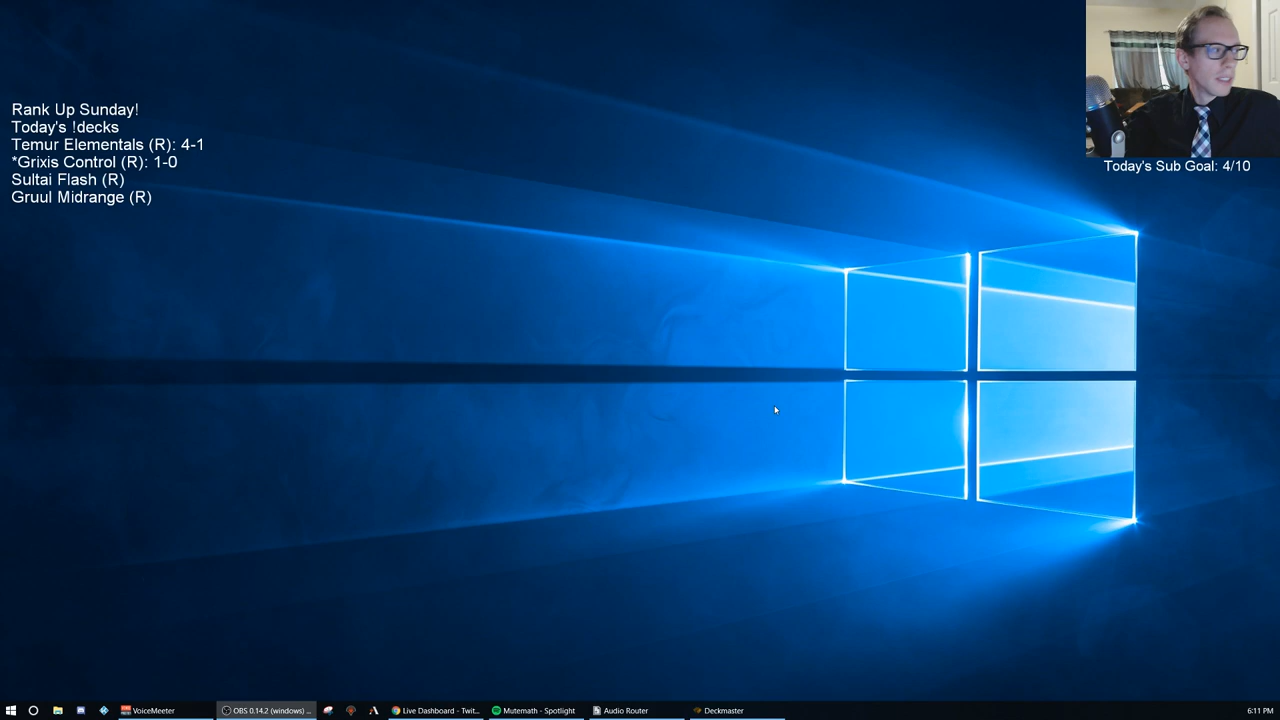 Rank Up Sunday!
Today's !decks
Temur Elementals (R): 4-1
*Grixis Control (R): 1-0
Sultai Flash (R)
Gruul Midrange (R)
Today's Sub Goal: 4/10
VoiceMeeter
OBS 0.14.2 (windows) ...
Live Dashboard - Twit...
Mutemath - Spotlight
Audio Router
Deckmaster
6:11 PM